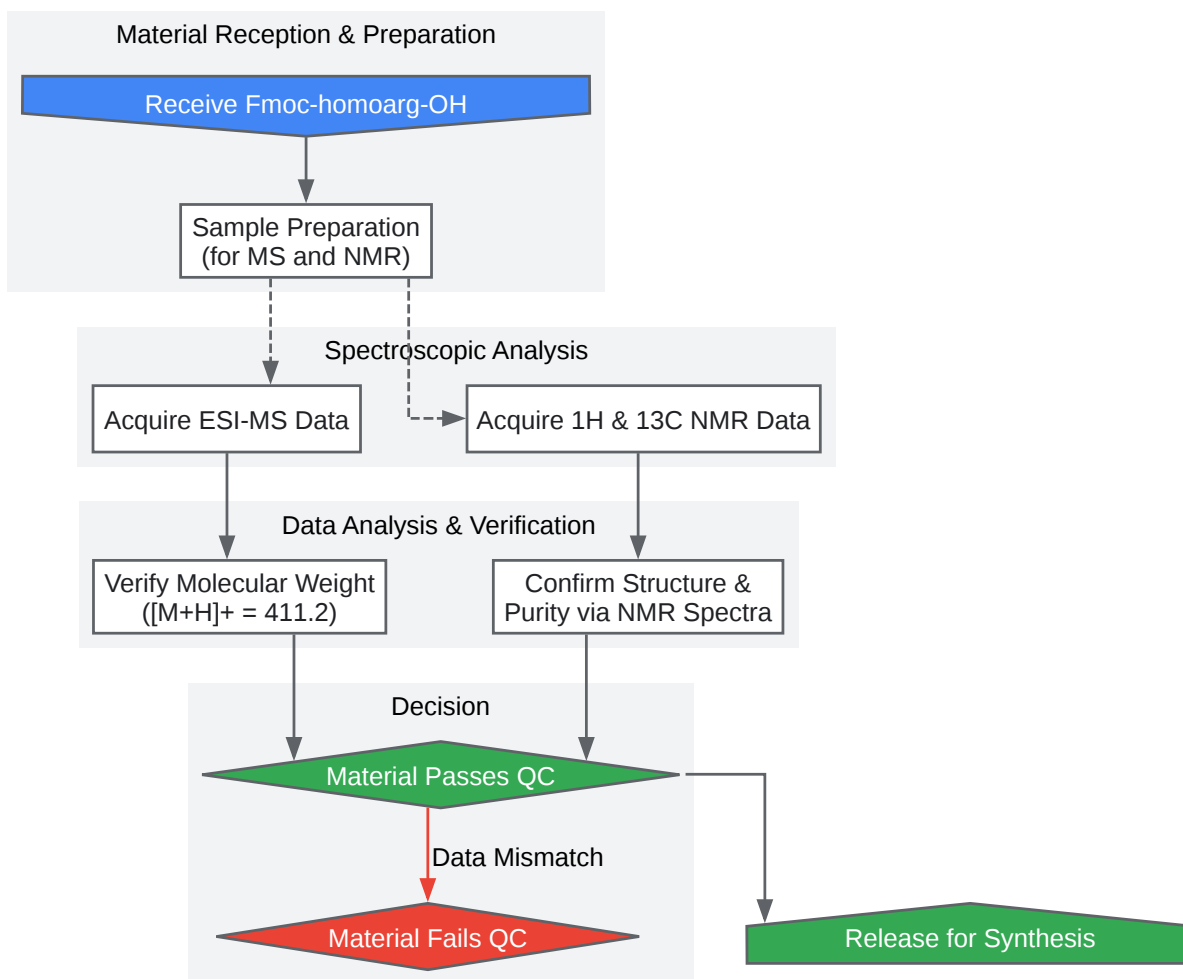 Material Reception & Preparation
Receive Fmoc-homoarg-OH
Sample Preparation
(for MS and NMR)
Spectroscopic Analysis
Acquire ESI-MS Data
Acquire 1H & 13C NMR Data
Data Analysis & Verification
Verify Molecular Weight
([M+H]+ = 411.2)
Confirm Structure &
Purity via NMR Spectra
Decision
Material Passes QC
Data Mismatch
Material Fails QC
Release for Synthesis